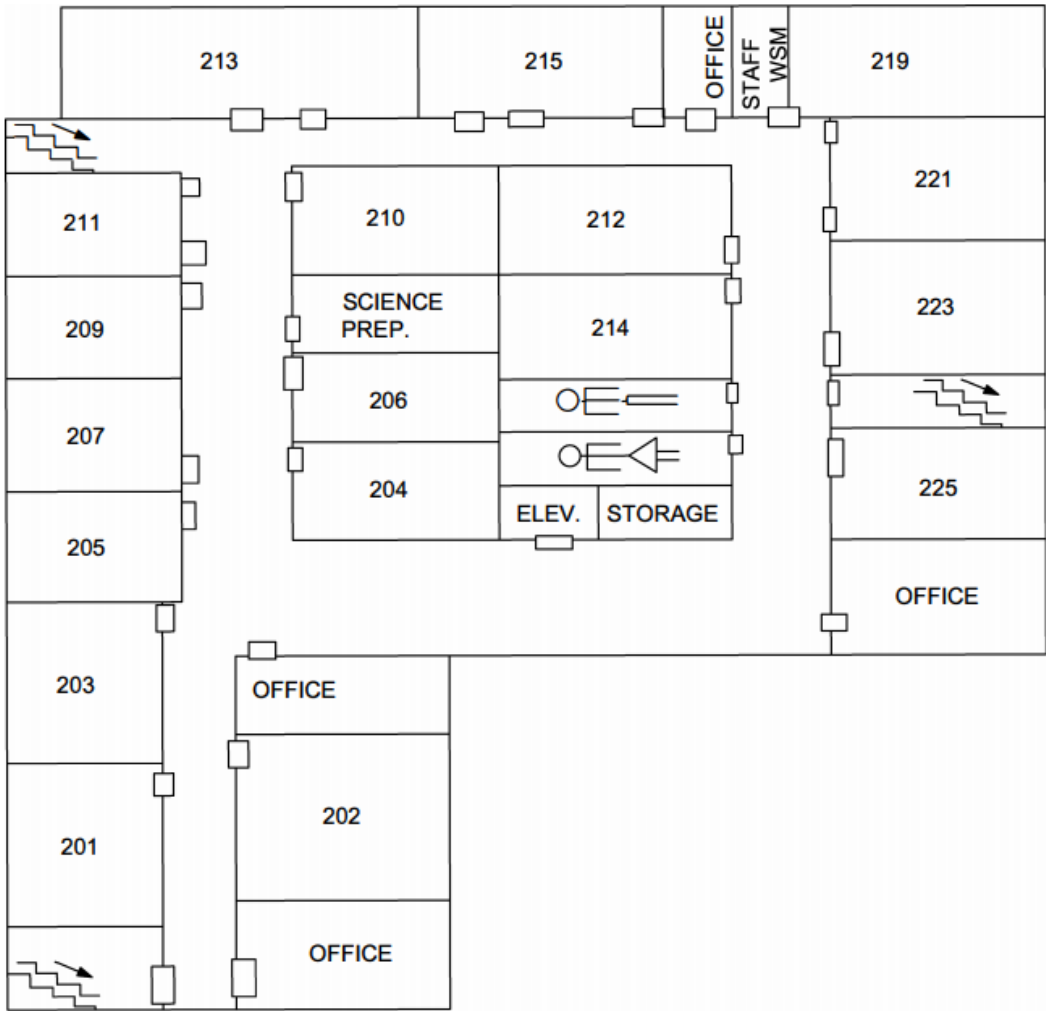 213
215
OFFICE
STAFF
WSM
219
211
210
212
221
209
SCIENCE
PREP.
214
223
207
206
204
225
205
ELEV.
STORAGE
OFFICE
203
OFFICE
201
202
OFFICE